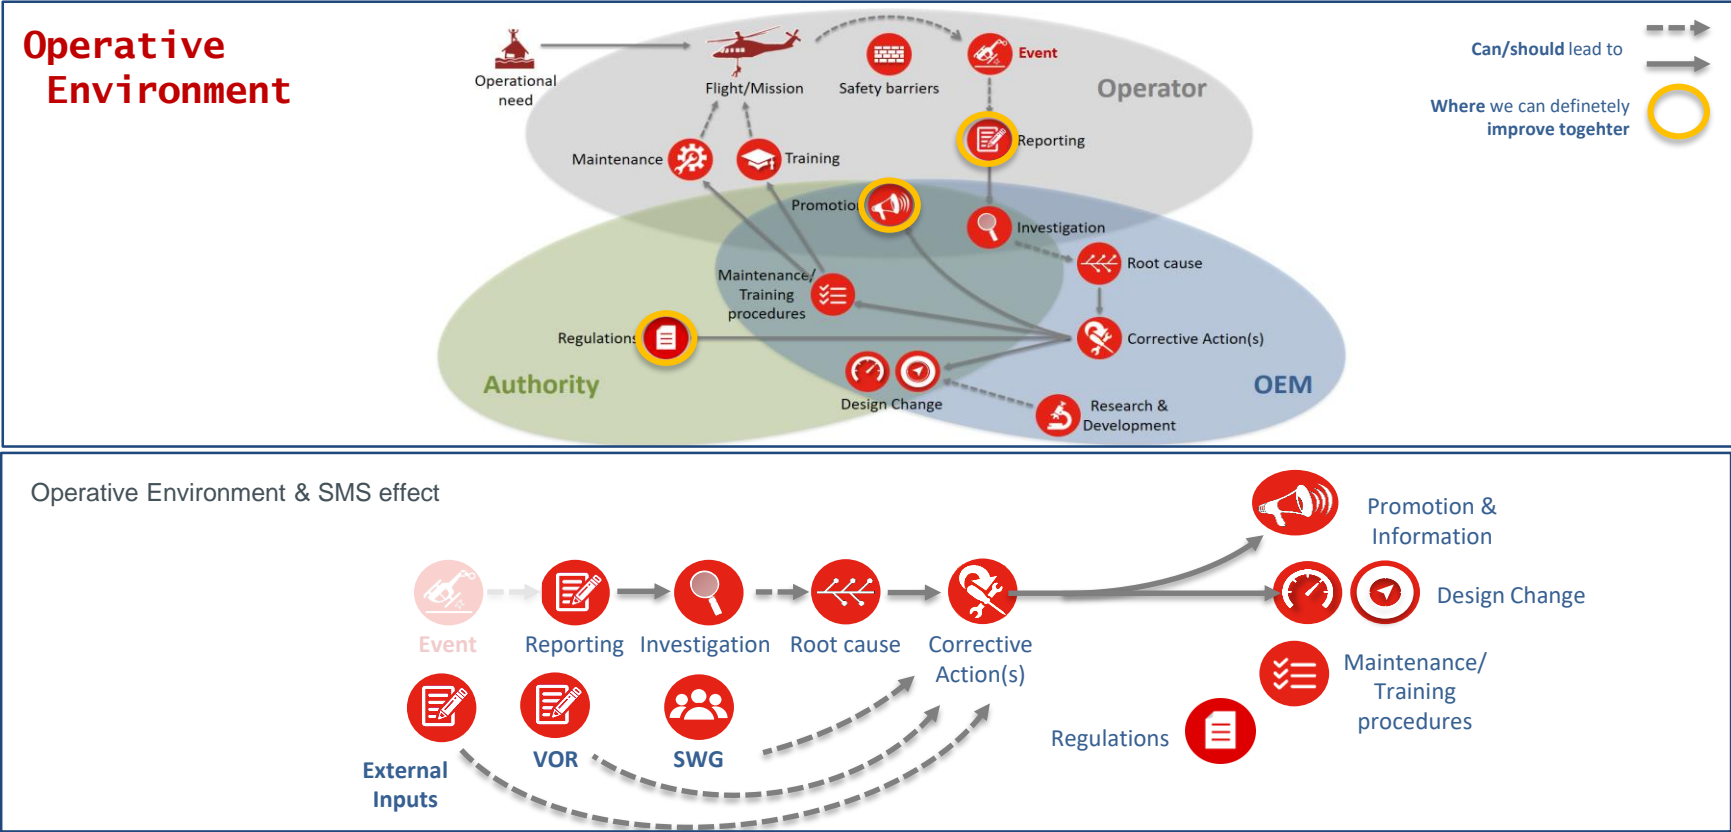 Operative
Environment
Operational
need
Flight/Mission
Safety barriers
Event
Operator
Can/should lead to
Where we can definetely
improve togehter
Reporting
Maintenance
Training
Promotion
Investigation
Root cause
Maintenance/
Training
procedures
Regulations
Corrective Action(s)
Authority
OEM
Design Change
Research &
Development
Operative Environment & SMS effect
Promotion &
Information
Design Change
Event
Reporting
Investigation
Root cause
Corrective
Action(s)
Maintenance/
Training
procedures
Regulations
External
Inputs
VOR
SWG